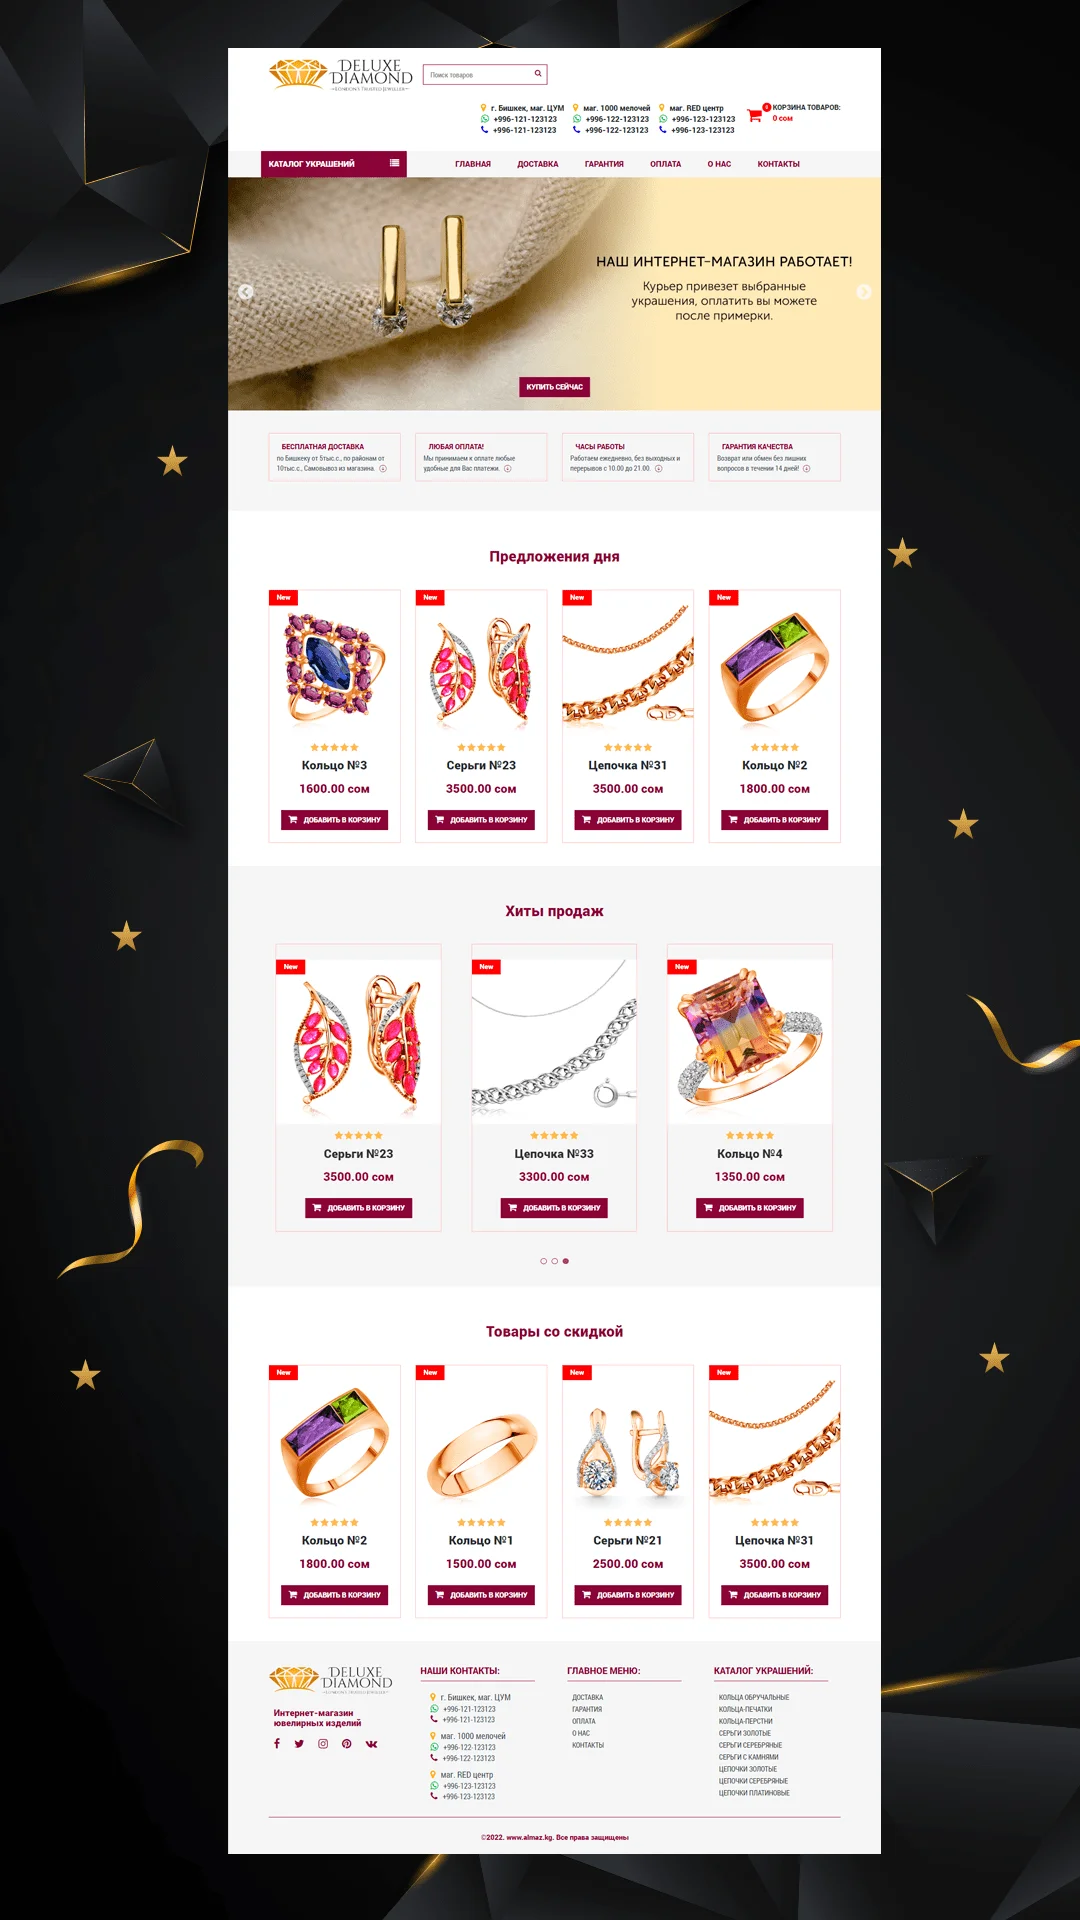 DELUXE
DIAMOND
LONDON'S TRUSTED JEWELLER
Поиск товаров
г. Бишкек, маг. ЦУМ
+996-121-123123
+996-121-123123
маг. 1000 мелочей
+996-122-123123
+996-122-123123
маг. RED центр
+996-123-123123
+996-123-123123
0
КОРЗИНА ТОВАРОВ:
0 сом
КАТАЛОГ УКРАШЕНИЙ
ГЛАВНАЯ ДОСТАВКА ГАРАНТИЯ ОПЛАТА О НАС КОНТАКТЫ
НАШ ИНТЕРНЕТ-МАГАЗИН РАБОТАЕТ!
Курьер привезет выбранные
украшения, оплатить вы можете
после примерки.
КУПИТЬ СЕЙЧАС
БЕСПЛАТНАЯ ДОСТАВКА
по Бишкеку от 5тыс.с., по районам от
10тыс.с., Самовывоз из магазина.
ЛЮБАЯ ОПЛАТА!
Мы принимаем к оплате любые
удобные для Вас платежи.
ЧАСЫ РАБОТЫ
Работаем ежедневно, без выходных и
перерывов с 10.00 до 21.00.
ГАРАНТИЯ КАЧЕСТВА
Возврат или обмен без лишних
вопросов в течении 14 дней!
Предложения дня
New New New New
Кольцо №3 Серьги №23 Цепочка №31 Кольцо №2
1600.00 сом 3500.00 сом 3500.00 сом 1800.00 сом
ДОБАВИТЬ В КОРЗИНУ ДОБАВИТЬ В КОРЗИНУ ДОБАВИТЬ В КОРЗИНУ ДОБАВИТЬ В КОРЗИНУ
Хиты продаж
New New New
Серьги №23 Цепочка №33 Кольцо №4
3500.00 сом 3300.00 сом 1350.00 сом
ДОБАВИТЬ В КОРЗИНУ ДОБАВИТЬ В КОРЗИНУ ДОБАВИТЬ В КОРЗИНУ
Товары со скидкой
New New New New
Кольцо №2 Кольцо №1 Серьги №21 Цепочка №31
1800.00 сом 1500.00 сом 2500.00 сом 3500.00 сом
ДОБАВИТЬ В КОРЗИНУ ДОБАВИТЬ В КОРЗИНУ ДОБАВИТЬ В КОРЗИНУ ДОБАВИТЬ В КОРЗИНУ
DELUXE
DIAMOND
LONDON'S TRUSTED JEWELLER
Интернет-магазин
ювелирных изделий
НАШИ КОНТАКТЫ:
г. Бишкек, маг. ЦУМ
+996-121-123123
+996-121-123123
маг. 1000 мелочей
+996-122-123123
+996-122-123123
маг. RED центр
+996-123-123123
+996-123-123123
ГЛАВНОЕ МЕНЮ:
ДОСТАВКА
ГАРАНТИЯ
ОПЛАТА
О НАС
КОНТАКТЫ
КАТАЛОГ УКРАШЕНИЙ:
КОЛЬЦА ОБРУЧАЛЬНЫЕ
КОЛЬЦА-ПЕЧАТКИ
КОЛЬЦА-ПЕРСТНИ
СЕРЬГИ ЗОЛОТЫЕ
СЕРЬГИ СЕРЕБРЯНЫЕ
СЕРЬГИ С КАМНЯМИ
ЦЕПОЧКИ ЗОЛОТЫЕ
ЦЕПОЧКИ СЕРЕБРЯНЫЕ
ЦЕПОЧКИ ПЛАТИНОВЫЕ
©2022. www.almaz.kg. Все права защищены